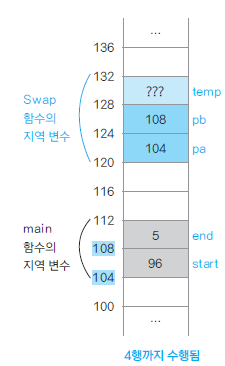 ...
136
132
??? temp
Swap
함수의
지역 변수
128
108 pb
124
104 pa
120
116
112
main
함수의
지역 변수
5 end
108
96 start
104
100
...
4행까지 수행됨